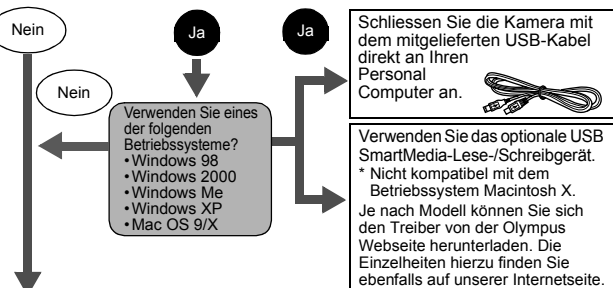 Nein
Ja
Ja
Nein
Verwenden Sie eines
der folgenden
Betriebssysteme?
•Windows 98
•Windows 2000
•Windows Me
•Windows XP
•Mac OS 9/X
Schliessen Sie die Kamera mit
dem mitgelieferten USB-Kabel
direkt an Ihren
Personal
Computer an.
Verwenden Sie das optionale USB
SmartMedia-Lese-/Schreibgerät.
* Nicht kompatibel mit dem
Betriebssystem Macintosh X.
Je nach Modell können Sie sich
den Treiber von der Olympus
Webseite herunterladen. Die
Einzelheiten hierzu finden Sie
ebenfalls auf unserer Internetseite.